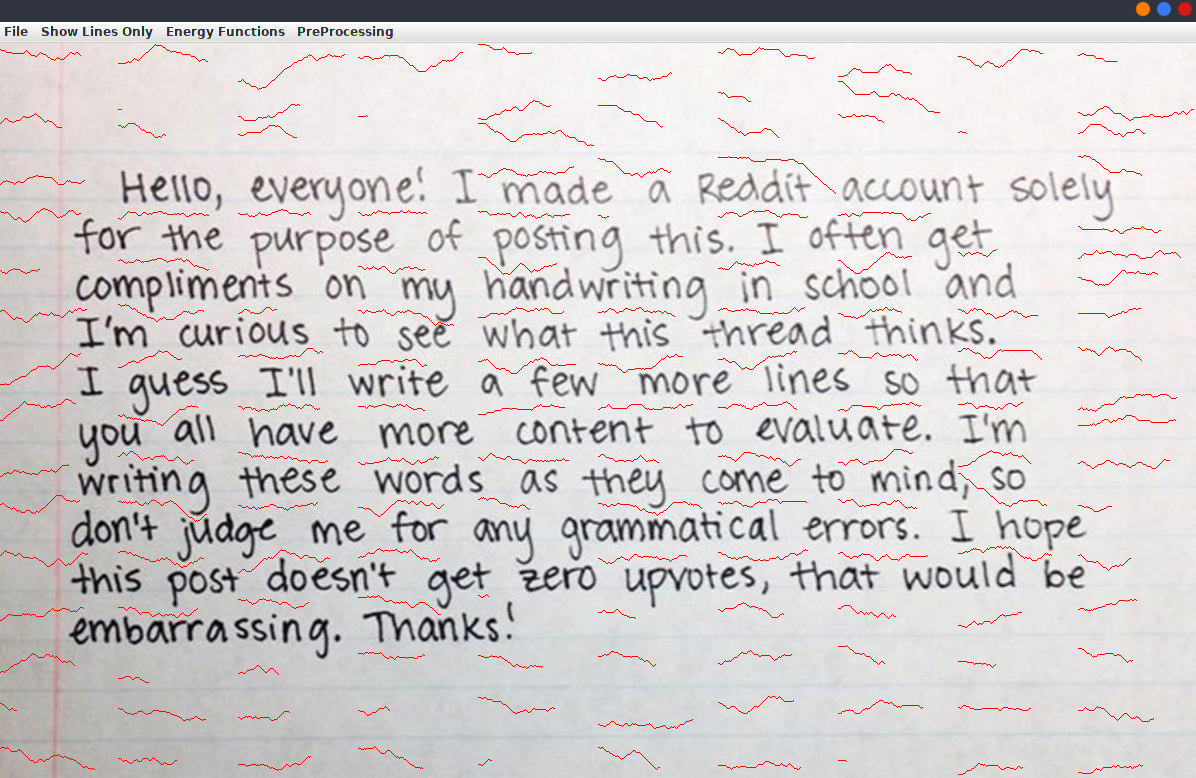 File Show Lines Only Energy Functions PreProcessing
Hello, everyone! I made a Reddit account solely
for the purpose of posting this. I often get
compliments on my handwriting in school and
I'm curious to see what this thread thinks.
I guess I'll write a few more lines so that
you all have more content to evaluate. I'm
writing these words as they come to mind, so
don't judge me for any grammatical errors. I hope
this post doesn't get zero upvotes, that would be
embarrassing. Thanks!